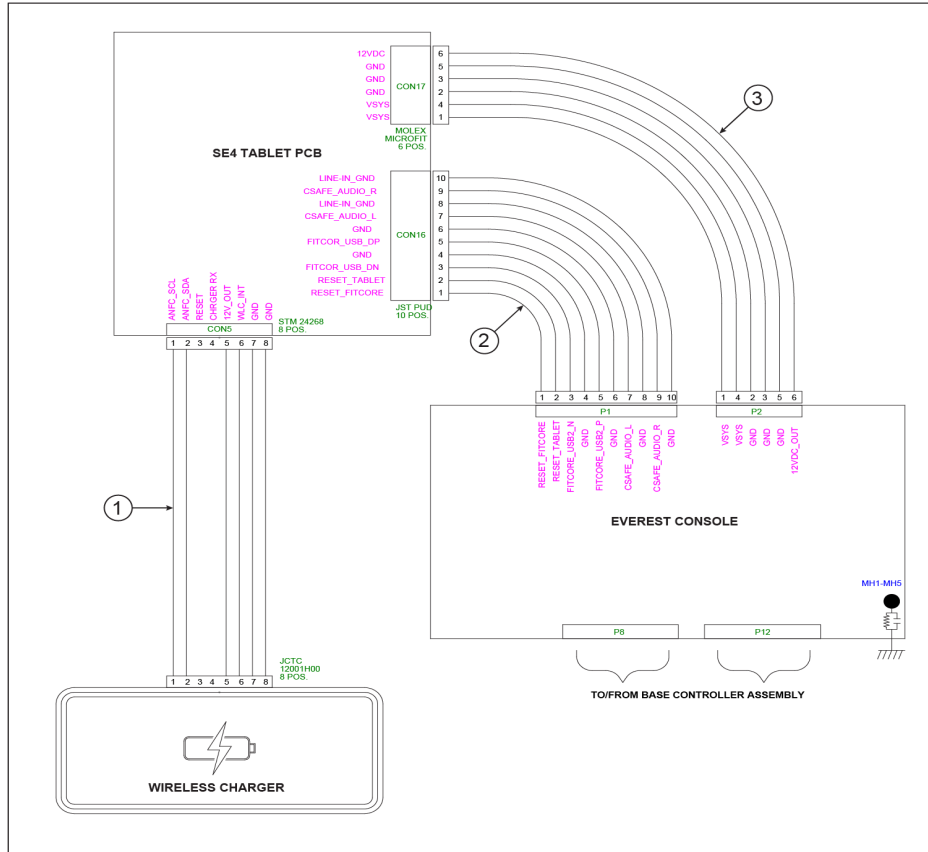 12VDC 6
GND 5
GND 3
GND 2
VSYS 4
VSYS 1
CON17
MOLEX
MICROFIT
6 POS.
3
SE4 TABLET PCB
LINE-IN_GND 10
CSAFE_AUDIO_R 9
LINE-IN_GND 8
CSAFE_AUDIO_L 7
GND 6
FITCOR_USB_DP 5
GND 4
FITCOR_USB_DN 3
RESET_TABLET 2
RESET_FITCORE 1
CON16
JST PUD
10 POS.
2
ANFC_SCL
ANFC_SDA
RESET
CHRGER RX
12V_OUT
WLC_INT
GND
GND
CON5
STM 24268
8 POS.
1 2 3 4 5 6 7 8
1 2 3 4 5 6 7 8 9 10
P1
RESET_FITCORE
RESET_TABLET
FITCORE_USB2_N
GND
FITCORE_USB2_P
GND
CSAFE_AUDIO_L
GND
CSAFE_AUDIO_R
GND
1 4 2 3 5 6
P2
VSYS
VSYS
GND
GND
GND
12VDC_OUT
EVEREST CONSOLE
MH1-MH5
P8
P12
TO/FROM BASE CONTROLLER ASSEMBLY
1
JCTC
12001H00
8 POS.
1 2 3 4 5 6 7 8
WIRELESS CHARGER